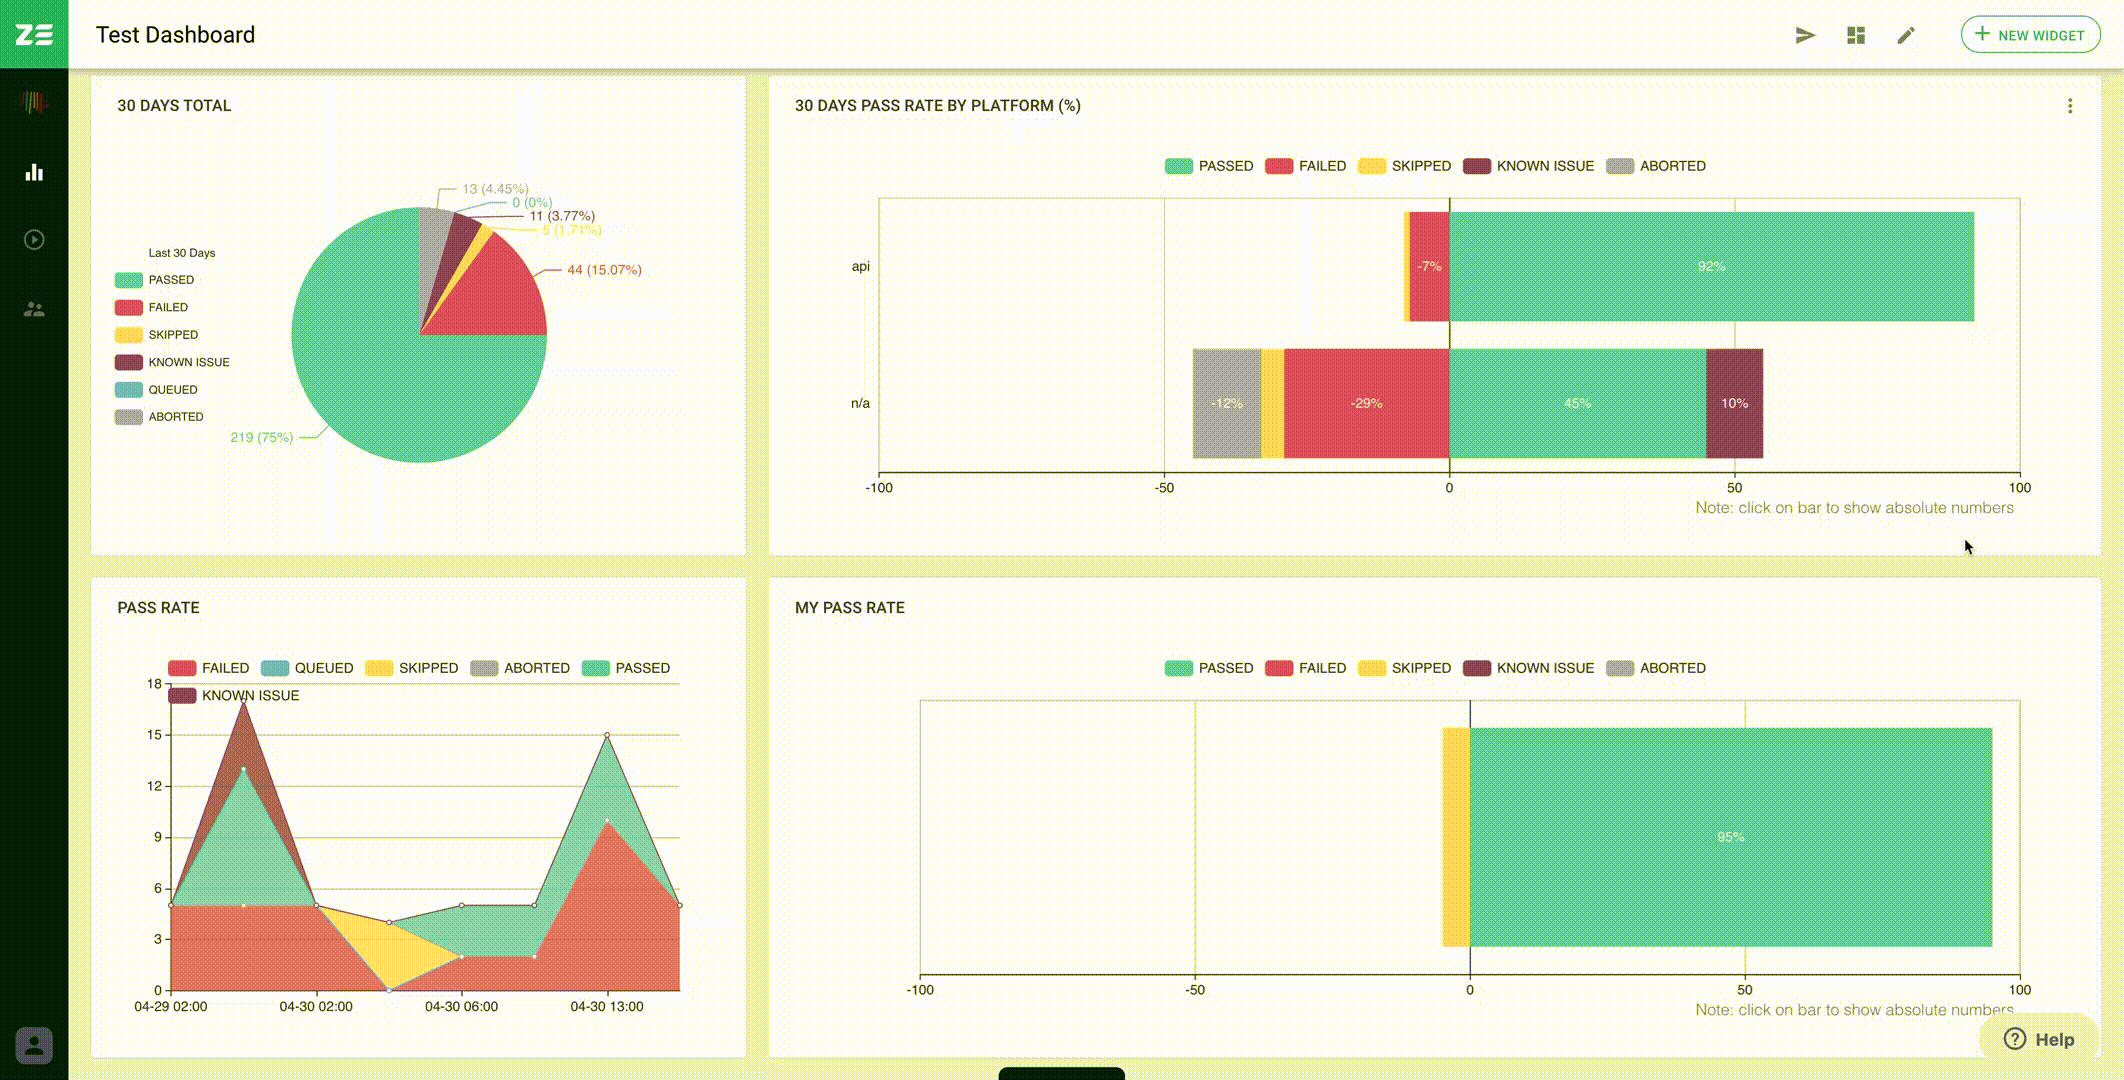 ZE
Test Dashboard
NEW WIDGET
30 DAYS TOTAL
13 (4.45%)
0 (0%)
11 (3.77%)
5 (1.71%)
44 (15.07%)
219 (75%)
Last 30 Days
PASSED
FAILED
SKIPPED
KNOWN ISSUE
QUEUED
ABORTED
30 DAYS PASS RATE BY PLATFORM (%)
PASSED FAILED SKIPPED KNOWN ISSUE ABORTED
api -7% 92%
n/a -12% -29% 45% 10%
-100 -50 0 50 100
Note: click on bar to show absolute numbers
PASS RATE
FAILED QUEUED SKIPPED ABORTED PASSED
KNOWN ISSUE
18
15
12
9
6
3
0
04-29 02:00 04-30 02:00 04-30 06:00 04-30 13:00
MY PASS RATE
PASSED FAILED SKIPPED KNOWN ISSUE ABORTED
95%
-100 -50 0 50 100
Note: click on bar to show absolute numbers
Help